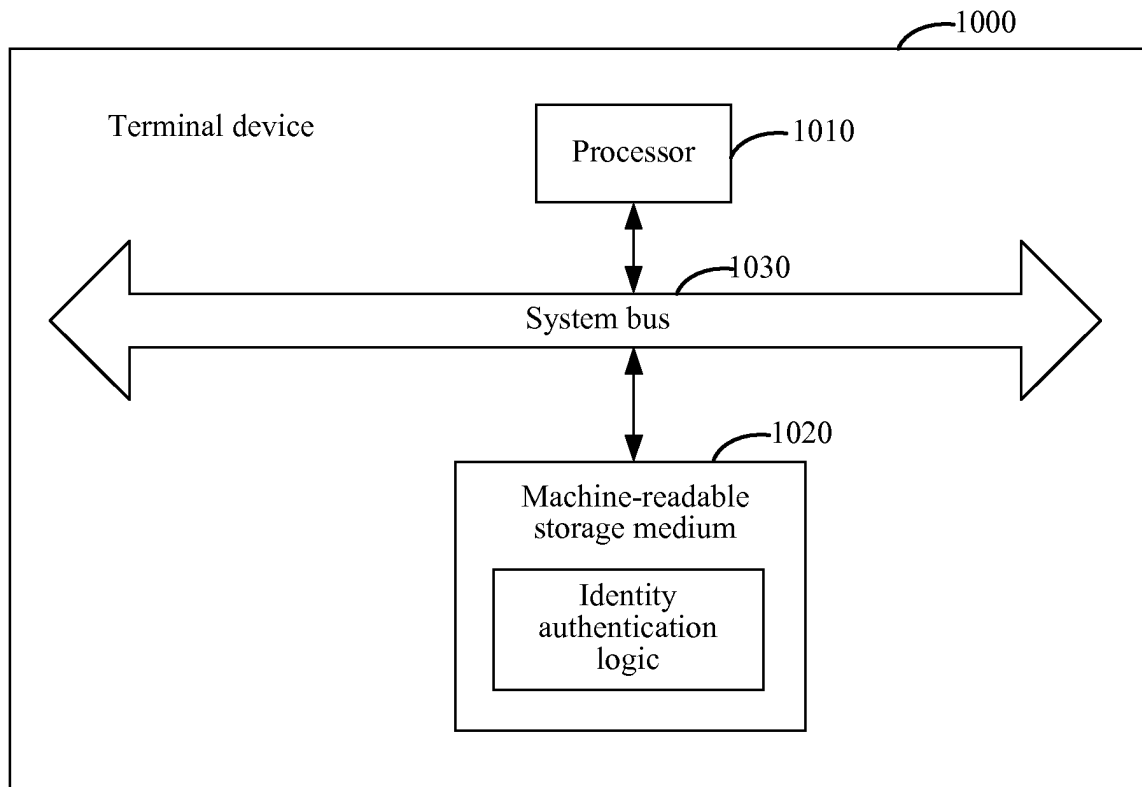 1000
Terminal device
Processor
1010
1030
System bus
1020
Machine-readable
storage medium
Identity
authentication
logic